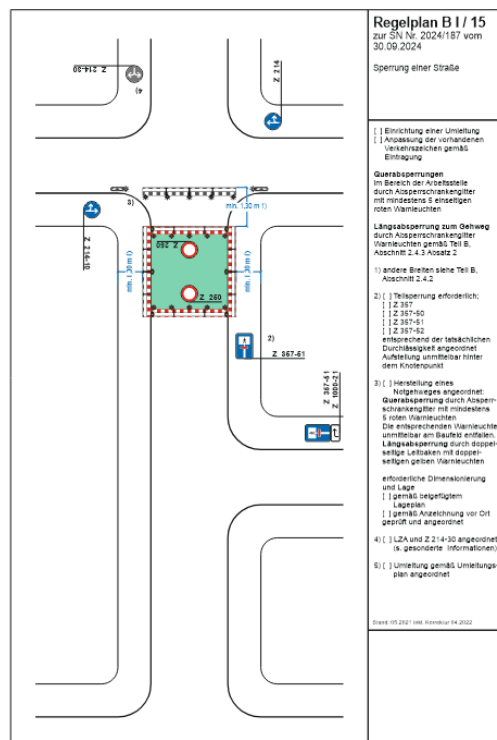 Regelplan B I / 15
zur SN Nr. 2024/187 vom
30.09.2024
Sperrung einer Straße
[ ] Einrichtung einer Umleitung
[ ] Anpassung der vorhandenen
Verkehrszeichen gemäß
Eintragung
Querabsperrungen
im Bereich der Arbeitsstelle
durch Absperrschrankengitter
mit mindestens 5 einseitigen
roten Warnleuchten
Längsabsperrung zum Gehweg
durch Absperrschrankengitter
Warnleuchten gemäß Teil B,
Abschnitt 2.4.3 Absatz 2
1) andere Breiten siehe Teil B,
Abschnitt 2.4.2
2) [ ] Teilsperrung erforderlich;
[ ] Z 357
[ ] Z 357-50
[ ] Z 357-51
[ ] Z 357-52
entsprechend der tatsächlichen
Durchlässigkeit angeordnet
Aufstellung unmittelbar hinter
dem Knotenpunkt
3) [ ] Herstellung eines
Notgehweges angeordnet:
Querabsperrung durch Absperr-
schrankengitter mit mindestens
5 roten Warnleuchten
Die entsprechenden Warnleuchte
unmittelbar am Baufeld entfallen.
Längsabsperrung durch doppel-
seitige Leitbaken mit doppel-
seitigen gelben Warnleuchten
erforderliche Dimensionierung
und Lage
[ ] gemäß beigefügtem
Lageplan
[ ] gemäß Anzeichnung vor Ort
geprüft und angeordnet
4) [ ] LZA und Z 214-30 angeordnet
(s. gesonderte Informationen)
5) [ ] Umleitung gemäß Umleitungs-
plan angeordnet
Stand: 05.2021 inkl. Korrektur 04.2022
Z 214-30
4)
Z 214
3)
min. 1,30 m 1)
Z 214-10
min. 1,30 m 1)
Z 260
min. 1,30 m 1)
Z 260
2)
Z 357-51
Z 357-51
Z 1000-21